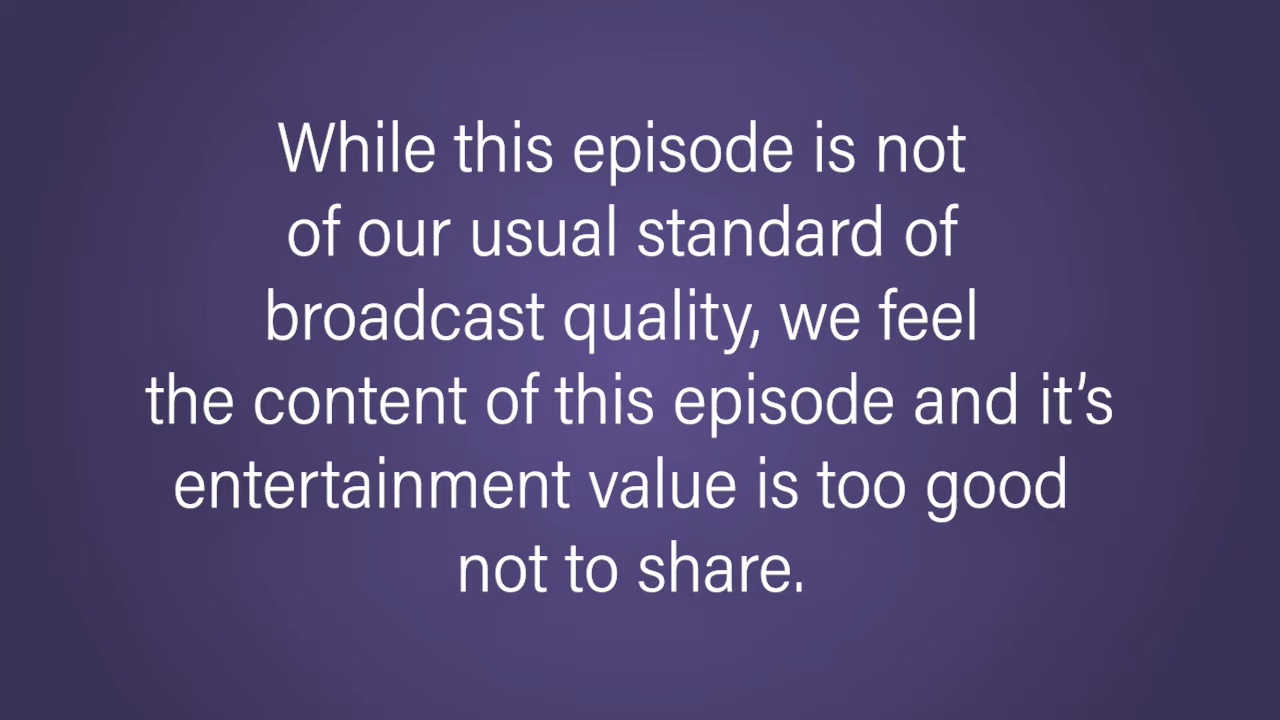 While this episode is not
of our usual standard of
broadcast quality, we feel
the content of this episode and it’s
entertainment value is too good
not to share.